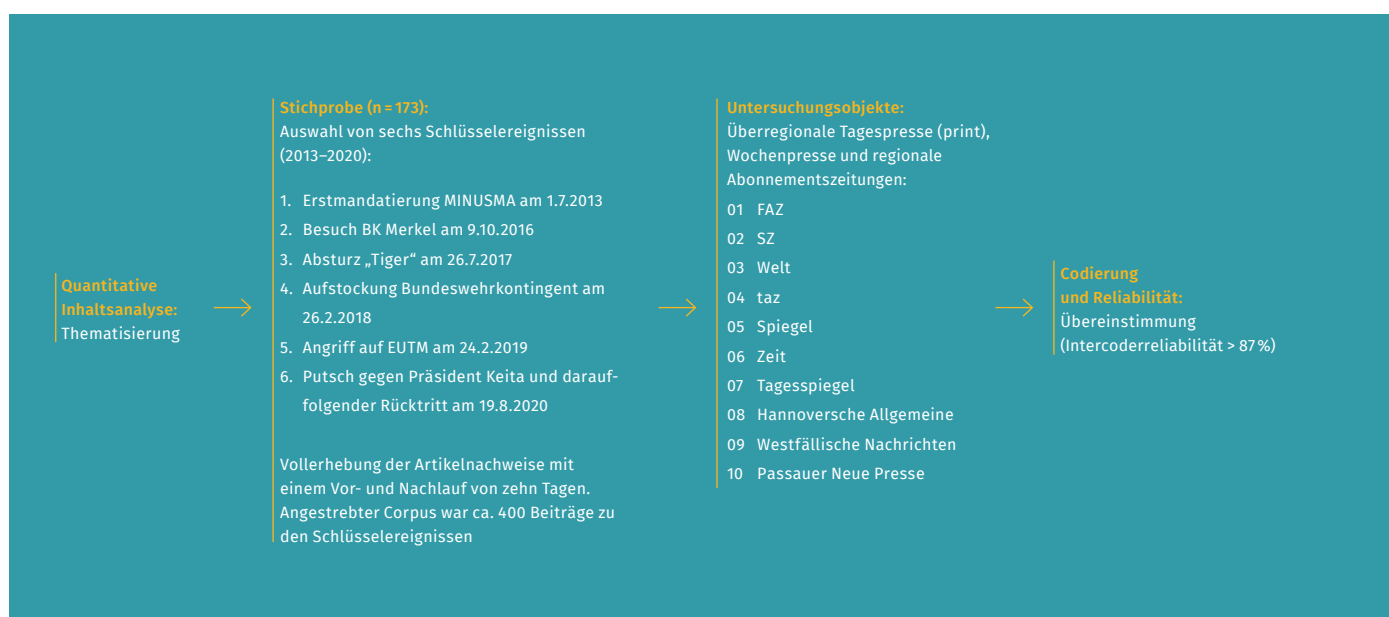 Quantitative
Inhaltsanalyse:
Thematisierung
Stichprobe (n = 173):
Auswahl von sechs Schlüsselereignissen
(2013–2020):
1. Erstmandatierung MINUSMA am 1.7.2013
2. Besuch BK Merkel am 9.10.2016
3. Absturz „Tiger“ am 26.7.2017
4. Aufstockung Bundeswehrkontingent am
26.2.2018
5. Angriff auf EUTM am 24.2.2019
6. Putsch gegen Präsident Keita und darauf-
folgender Rücktritt am 19.8.2020
Vollerhebung der Artikelnachweise mit
einem Vor- und Nachlauf von zehn Tagen.
Angestrebter Corpus war ca. 400 Beiträge zu
den Schlüsselereignissen
Untersuchungsobjekte:
Überregionale Tagespresse (print),
Wochenpresse und regionale
Abonnementszeitungen:
01 FAZ
02 SZ
03 Welt
04 taz
05 Spiegel
06 Zeit
07 Tagesspiegel
08 Hannoversche Allgemeine
09 Westfällische Nachrichten
10 Passauer Neue Presse
Codierung
und Reliabilität:
Übereinstimmung
(Intercoderreliabilität > 87 %)